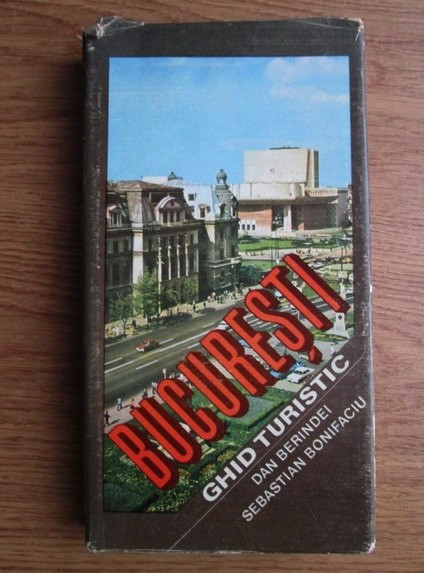 BUCUREȘTI
GHID TURISTIC
DAN BERINDEI
SEBASTIAN BONIFACIU